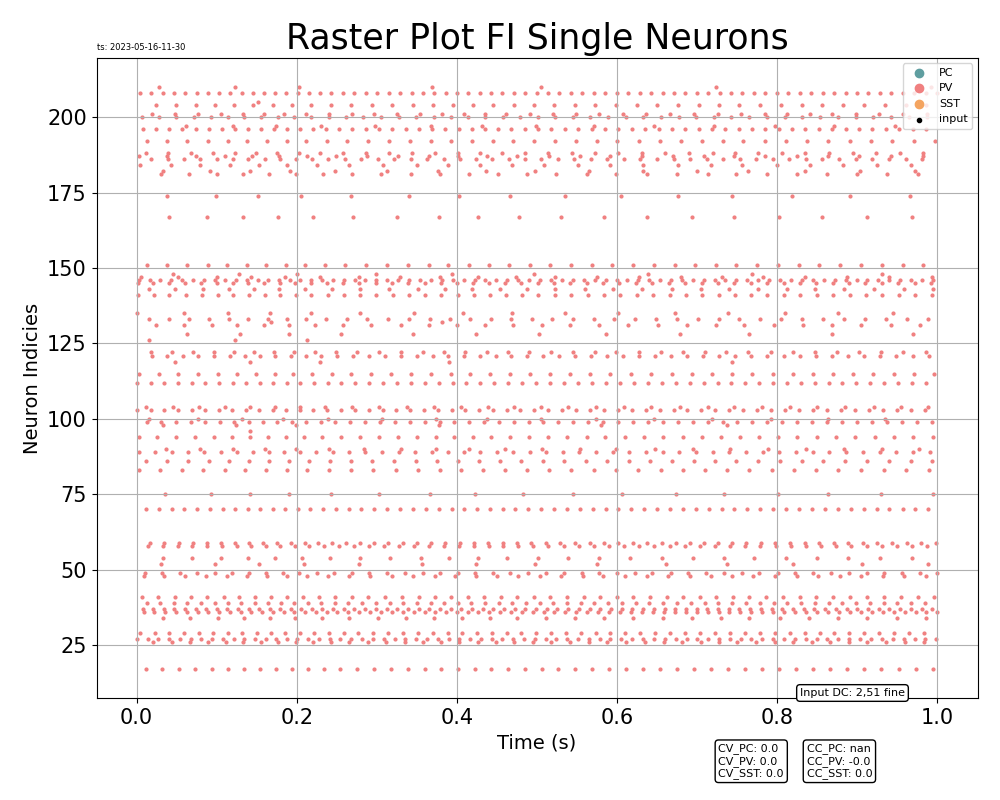 Raster Plot FI Single Neurons
ts: 2023-05-16-11-30
PC
PV
SST
input
200
175
150
125
100
75
50
25
Neuron Indicies
0.0 0.2 0.4 0.6 0.8 1.0
Time (s)
Input DC: 2,51 fine
CV_PC: 0.0
CV_PV: 0.0
CV_SST: 0.0
CC_PC: nan
CC_PV: -0.0
CC_SST: 0.0